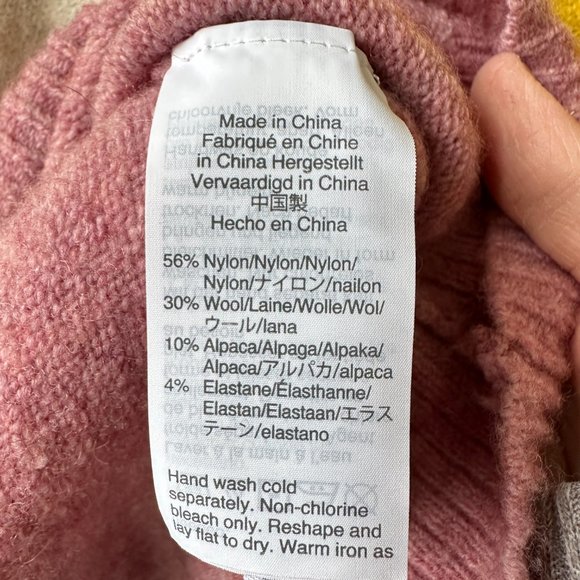 Made in China
Fabriqué en Chine
in China Hergestellt
Vervaardigd in China
中国製
Hecho en China
56% Nylon/Nylon/Nylon/
Nylon/ナイロン/nailon
30% Wool/Laine/Wolle/Wol/
ウール/lana
10% Alpaca/Alpaga/Alpaka/
Alpaca/アルパカ/alpaca
4% Elastane/Élasthanne/
Elastan/Elastaan/エラス
テーン/elastano
Hand wash cold
separately. Non-chlorine
bleach only. Reshape and
lay flat to dry. Warm iron as